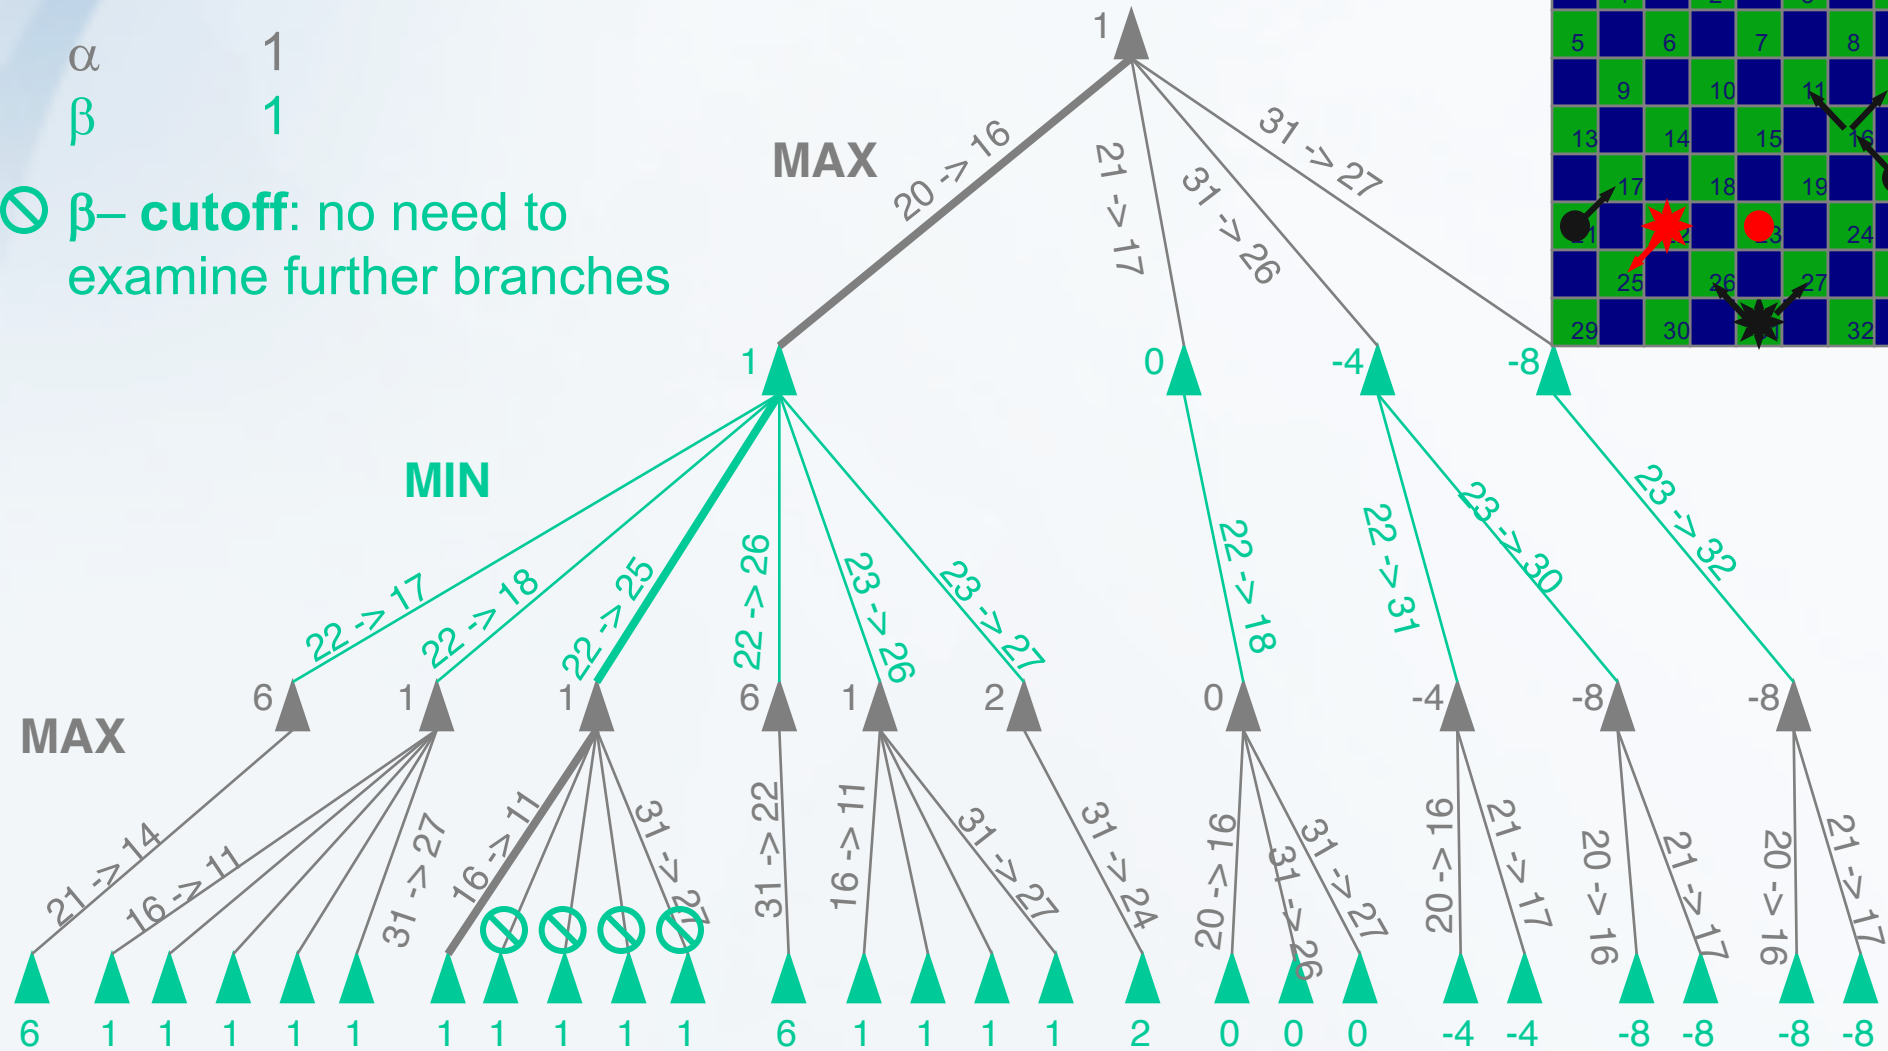 α 1
β 1
β– cutoff: no need to
examine further branches
MAX
MIN
MAX
1
20 -> 16
21 -> 17
31 -> 26
31 -> 27
1
0
-4
-8
22 -> 17
22 -> 18
22 -> 25
22 -> 26
23 -> 26
23 -> 27
22 -> 18
22 -> 31
23 -> 30
23 -> 32
6
1
1
6
1
2
0
-4
-8
-8
21 -> 14
16 -> 11
31 -> 27
16 -> 11
31 -> 27
31 -> 22
16 -> 11
31 -> 27
31 -> 24
20 -> 16
31 -> 26
31 -> 27
20 -> 16
21 -> 17
20 -> 16
21 -> 17
20 -> 16
21 -> 17
6 1 1 1 1 1 1 1 1 1 1 6 1 1 1 1 2 0 0 0 -4 -4 -8 -8 -8 -8
5 6 7 8
9 10 11
13 14 15 16
17 18 19
21 22 23 24
25 26 27
29 30 32